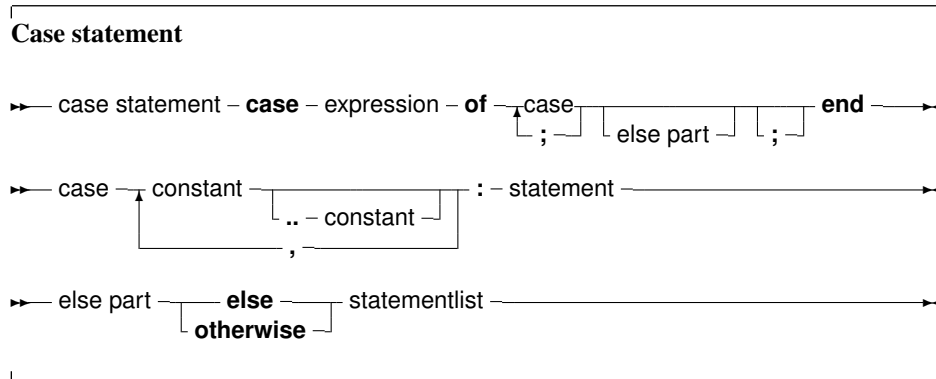 Case statement
case statement case expression of case end
; else part ;
case constant : statement
.. constant
,
else part else statementlist
otherwise